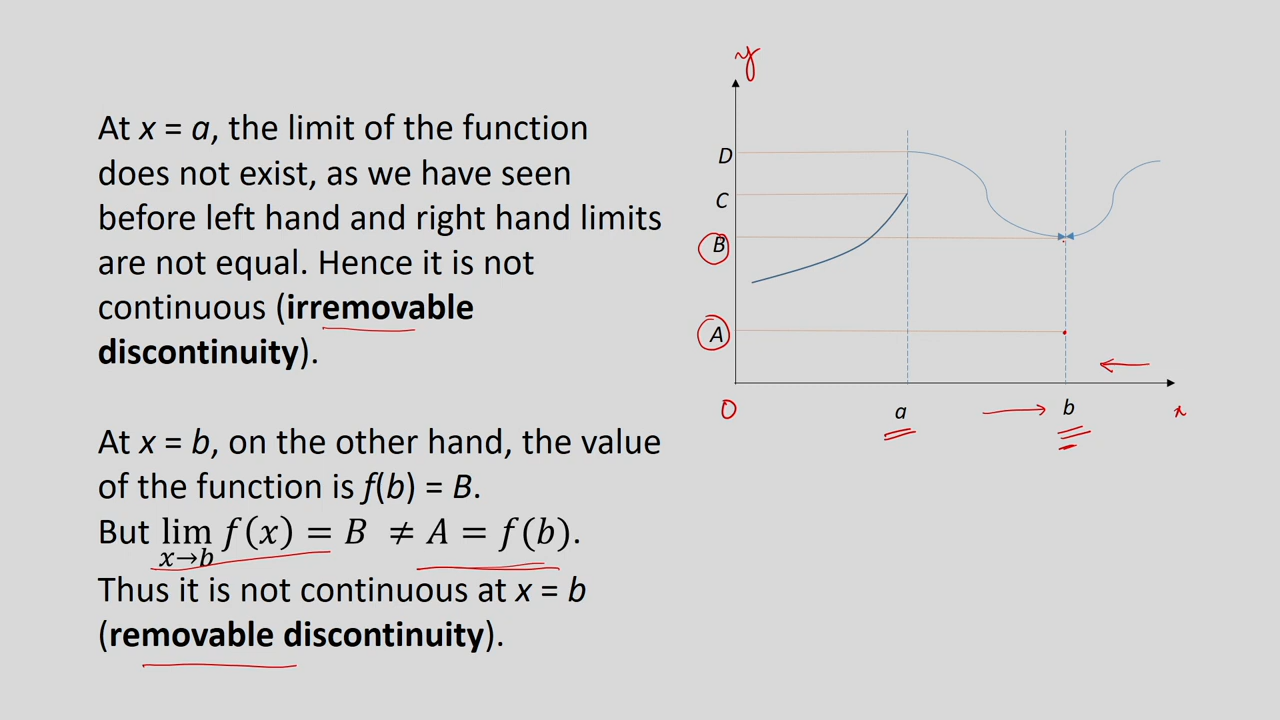 At x = a, the limit of the function
does not exist, as we have seen
before left hand and right hand limits
are not equal. Hence it is not
continuous (irremovable
discontinuity).
At x = b, on the other hand, the value
of the function is f(b) = B.
But lim x→b f(x) = B ≠ A = f(b).
Thus it is not continuous at x = b
(removable discontinuity).
y
D
C
B
A
0
a
b
x